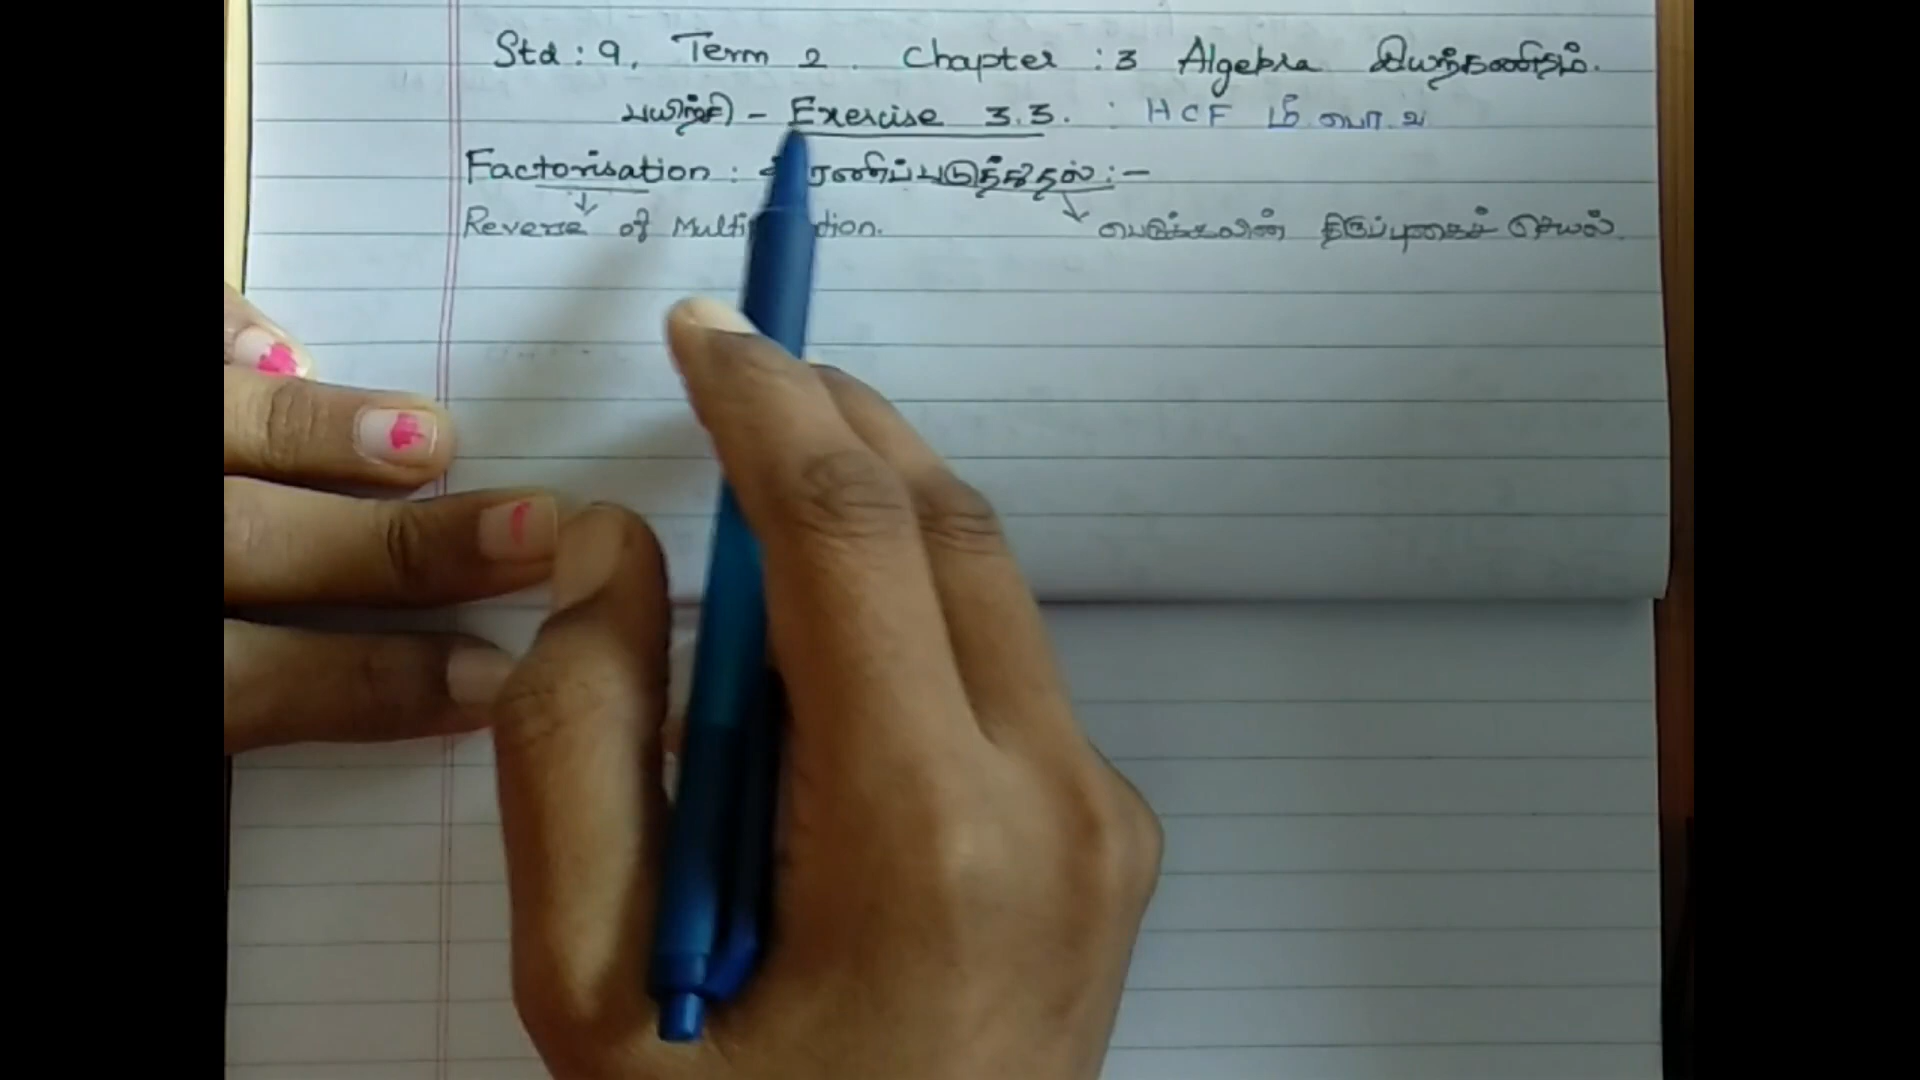 Std : 9, Term 2. Chapter : 3 Algebra இயற்கணிதம்.
பயிற்சி - Exercise 3.3. : HCF மீ பொ. வ
Factorisation : காரணிப்படுத்துதல் :-
Reverse of Multiplication. பெருக்கலின் திருப்புகைச் செயல்.